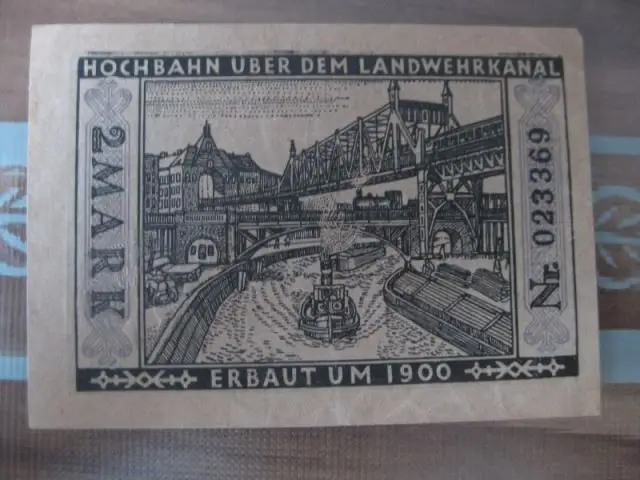 HOCHBAHN ÜBER DEM LANDWEHRKANAL
2 MARK
Nr. 023369
ERBAUT UM 1900